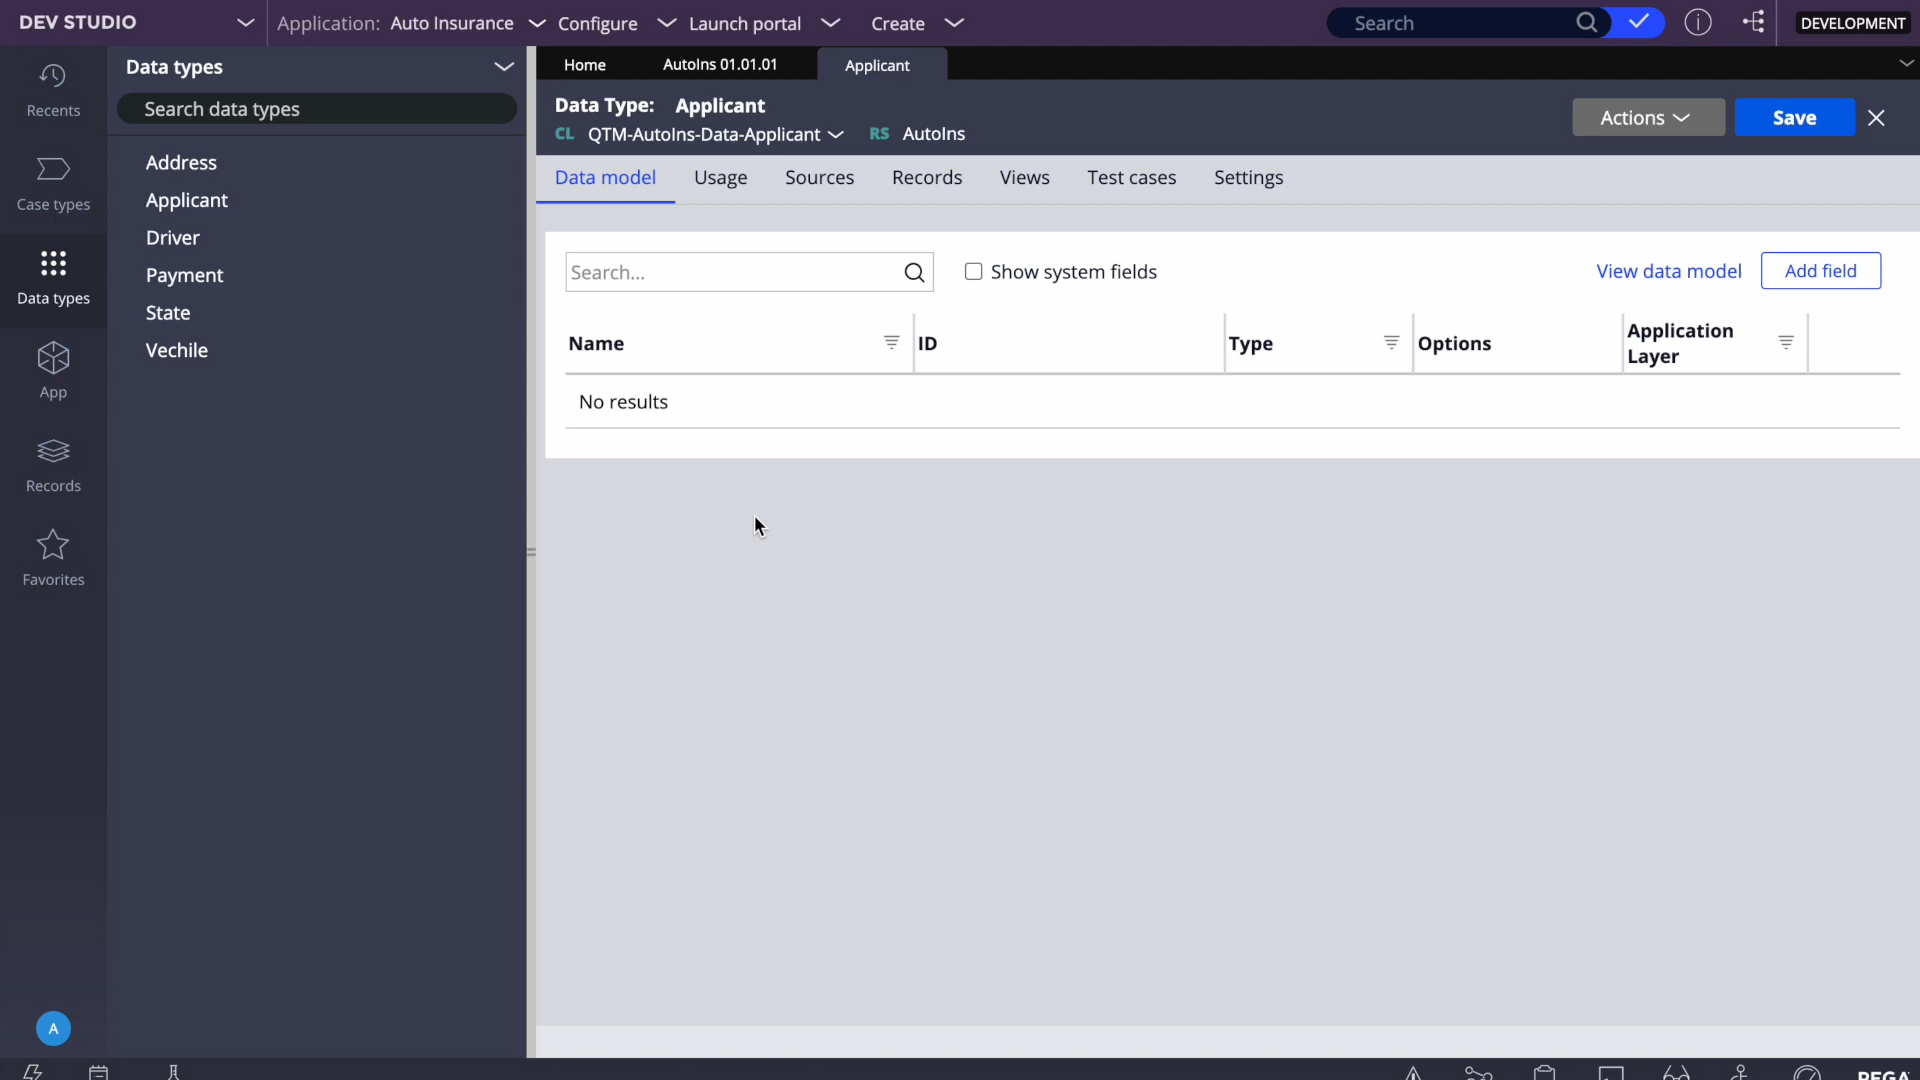 DEV STUDIO
Application: Auto Insurance
Configure
Launch portal
Create
Search
DEVELOPMENT
Recents
Case types
Data types
App
Records
Favorites
A
Data types
Search data types
Address
Applicant
Driver
Payment
State
Vechile
Home
AutoIns 01.01.01
Applicant
Data Type: Applicant
CL QTM-AutoIns-Data-Applicant
RS AutoIns
Actions
Save
Data model
Usage
Sources
Records
Views
Test cases
Settings
Search...
Show system fields
View data model
Add field
Name
ID
Type
Options
Application
Layer
No results
PEGA